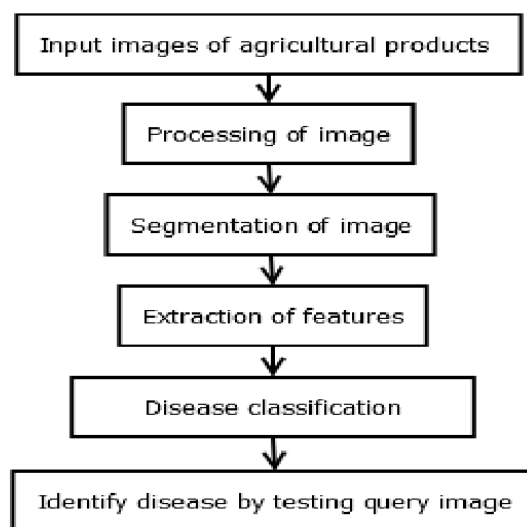 Input images of agricultural products
Processing of image
Segmentation of image
Extraction of features
Disease classification
Identify disease by testing query image